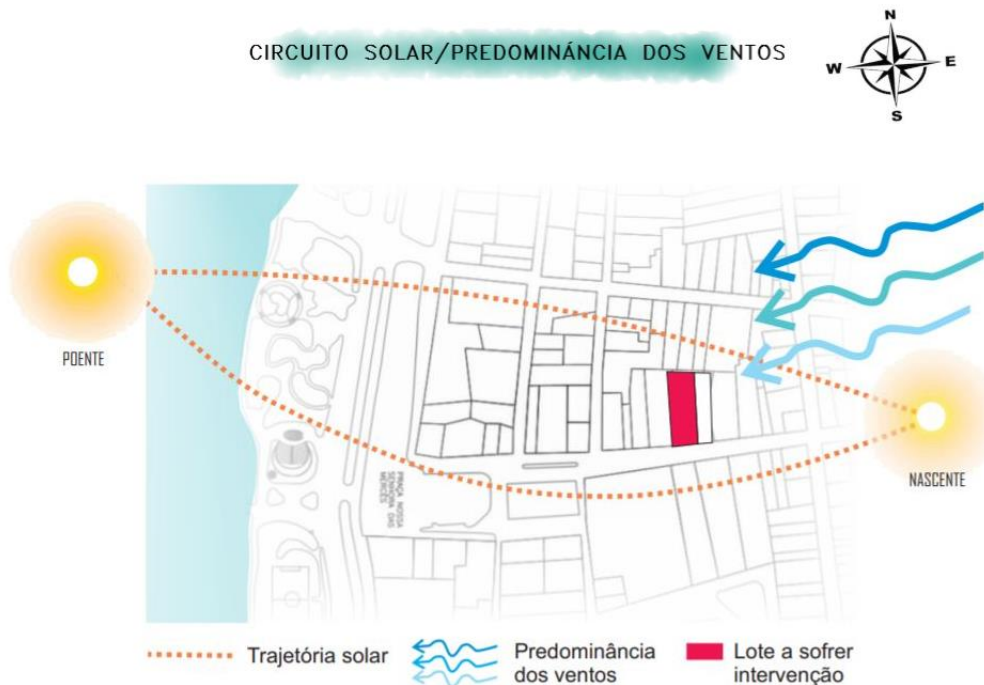 CIRCUITO SOLAR/PREDOMINÁNCIA DOS VENTOS
N
W
E
S
POENTE
NASCENTE
PRAÇA NOSSA
SENHORA DAS
MERCÊS
Trajetória solar
Predominância
dos ventos
Lote a sofrer
intervenção